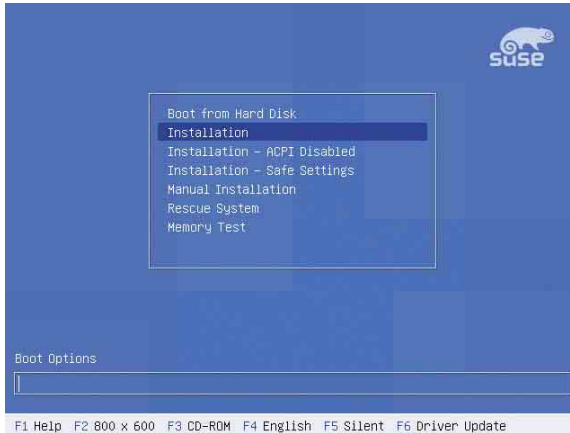 SUSE
Boot from Hard Disk
Installation
Installation - ACPI Disabled
Installation - Safe Settings
Manual Installation
Rescue System
Memory Test
Boot Options
F1 Help F2 800 x 600 F3 CD-ROM F4 English F5 Silent F6 Driver Update